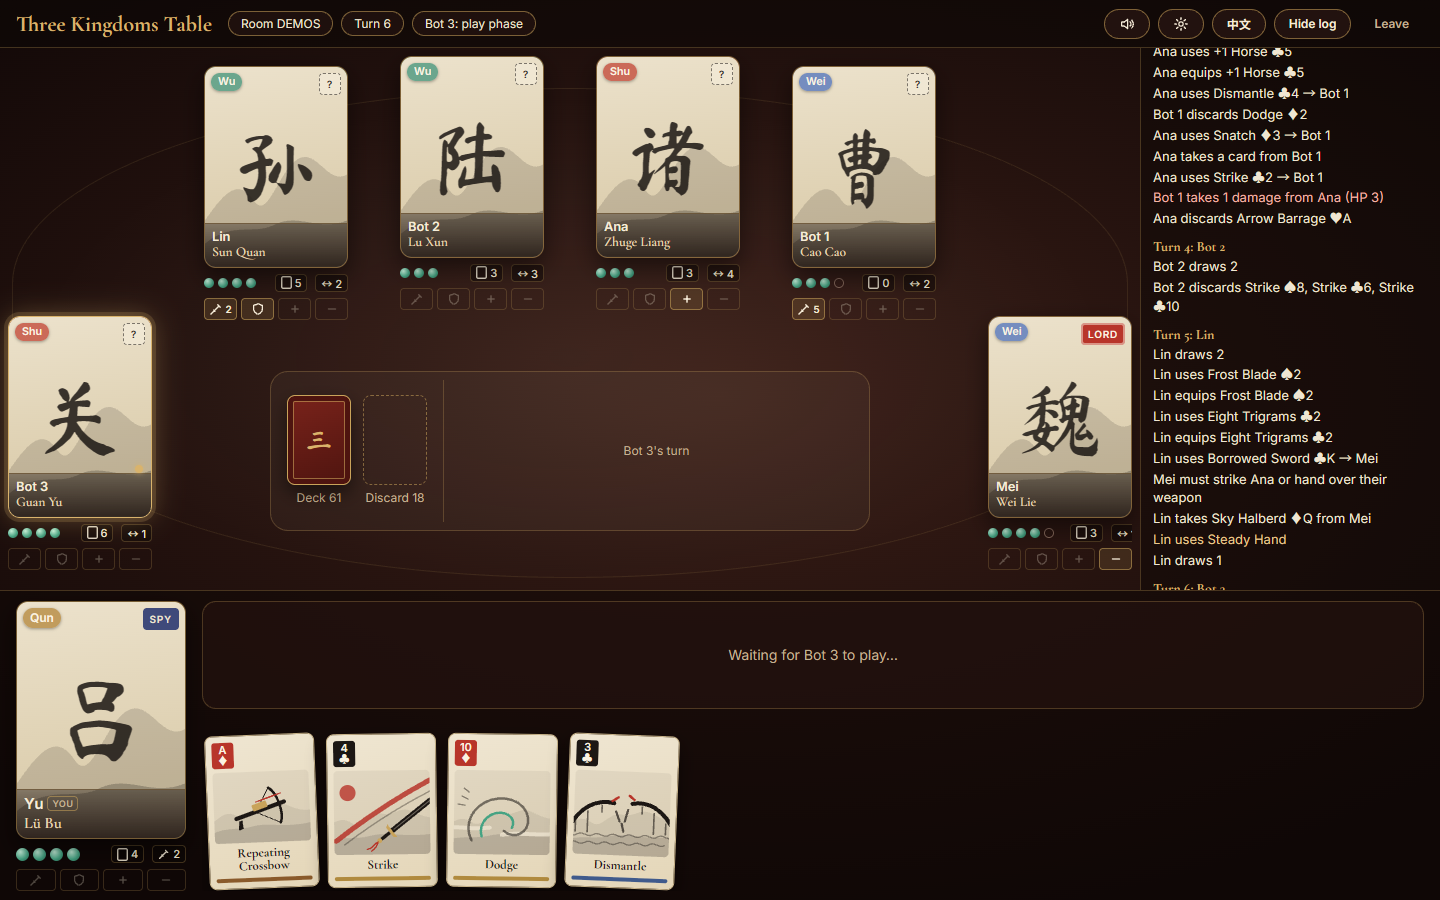 Three Kingdoms Table
Room DEMOS
Turn 6
Bot 3: play phase
中文
Hide log
Leave
Wu
?
孙
Lin
Sun Quan
5
↔ 2
2
+
−
Wu
?
陆
Bot 2
Lu Xun
3
↔ 3
+
−
Shu
?
诸
Ana
Zhuge Liang
3
↔ 4
+
−
Wei
?
曹
Bot 1
Cao Cao
0
↔ 2
5
+
−
Shu
?
关
Bot 3
Guan Yu
6
↔ 1
+
−
三
Deck 61
Discard 18
Bot 3's turn
Wei
LORD
魏
Mei
Wei Lie
3
↔
+
−
Ana uses +1 Horse ♣5
Ana equips +1 Horse ♣5
Ana uses Dismantle ♣4 → Bot 1
Bot 1 discards Dodge ♦2
Ana uses Snatch ♦3 → Bot 1
Ana takes a card from Bot 1
Ana uses Strike ♣2 → Bot 1
Bot 1 takes 1 damage from Ana (HP 3)
Ana discards Arrow Barrage ♥A
Turn 4: Bot 2
Bot 2 draws 2
Bot 2 discards Strike ♠8, Strike ♣6, Strike
♣10
Turn 5: Lin
Lin draws 2
Lin uses Frost Blade ♠2
Lin equips Frost Blade ♠2
Lin uses Eight Trigrams ♣2
Lin equips Eight Trigrams ♣2
Lin uses Borrowed Sword ♣K → Mei
Mei must strike Ana or hand over their
weapon
Lin takes Sky Halberd ♦Q from Mei
Lin uses Steady Hand
Lin draws 1
Turn 6: Bot 3
Qun
SPY
吕
Yu YOU
Lü Bu
4
2
+
−
Waiting for Bot 3 to play...
A
♦
Repeating
Crossbow
4
♣
Strike
10
♦
Dodge
3
♣
Dismantle